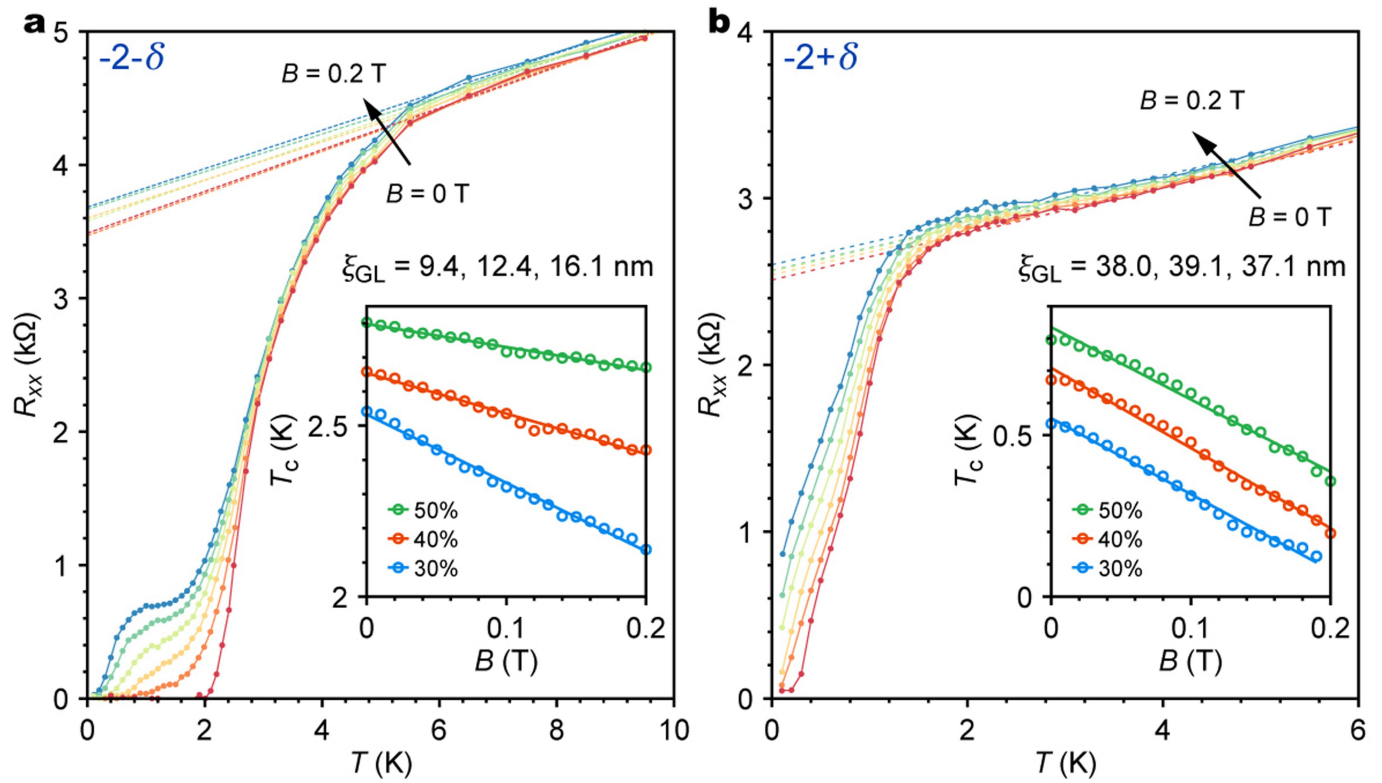 a
-2-δ
B = 0.2 T
B = 0 T
ξGL = 9.4, 12.4, 16.1 nm
Rxx (kΩ)
5
4
3
2
1
0
0
2
4
6
8
10
T (K)
Tc (K)
2.5
2
50%
40%
30%
0
0.1
0.2
B (T)
b
-2+δ
B = 0.2 T
B = 0 T
ξGL = 38.0, 39.1, 37.1 nm
Rxx (kΩ)
4
3
2
1
0
0
2
4
6
T (K)
Tc (K)
0.5
0
50%
40%
30%
0
0.1
0.2
B (T)